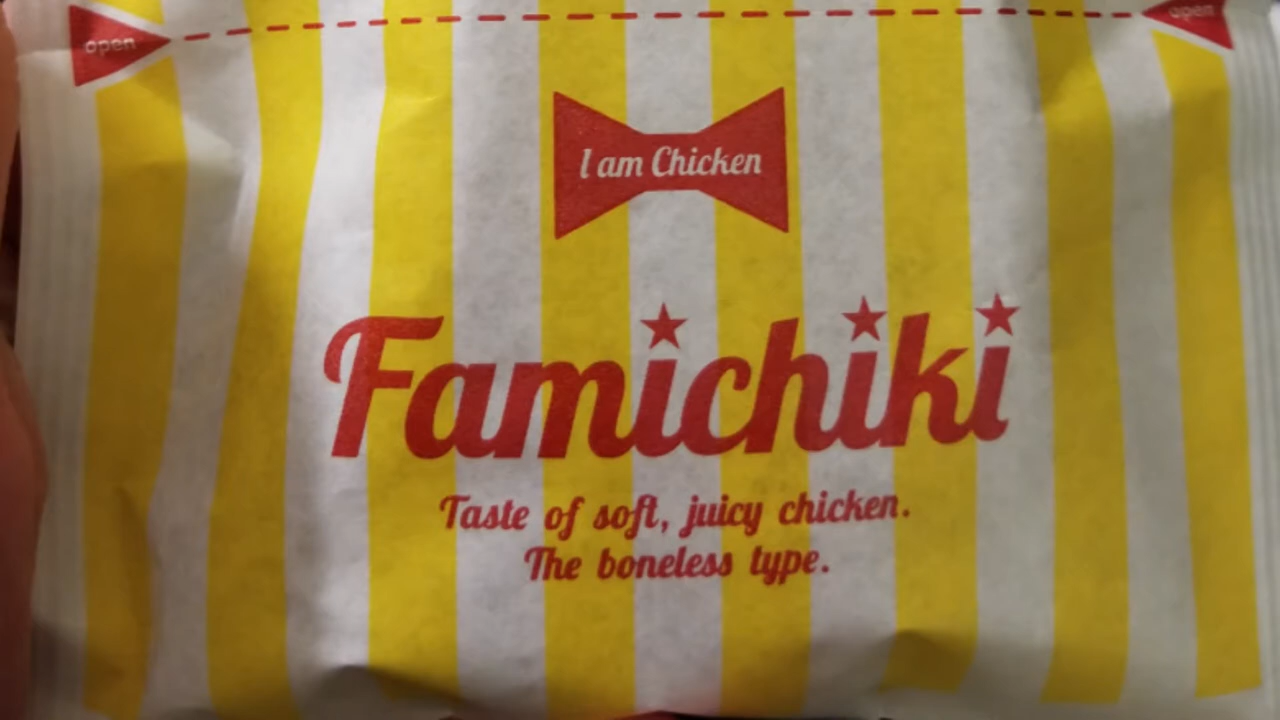 open open
I am Chicken
Famichiki
Taste of soft, juicy chicken.
The boneless type.